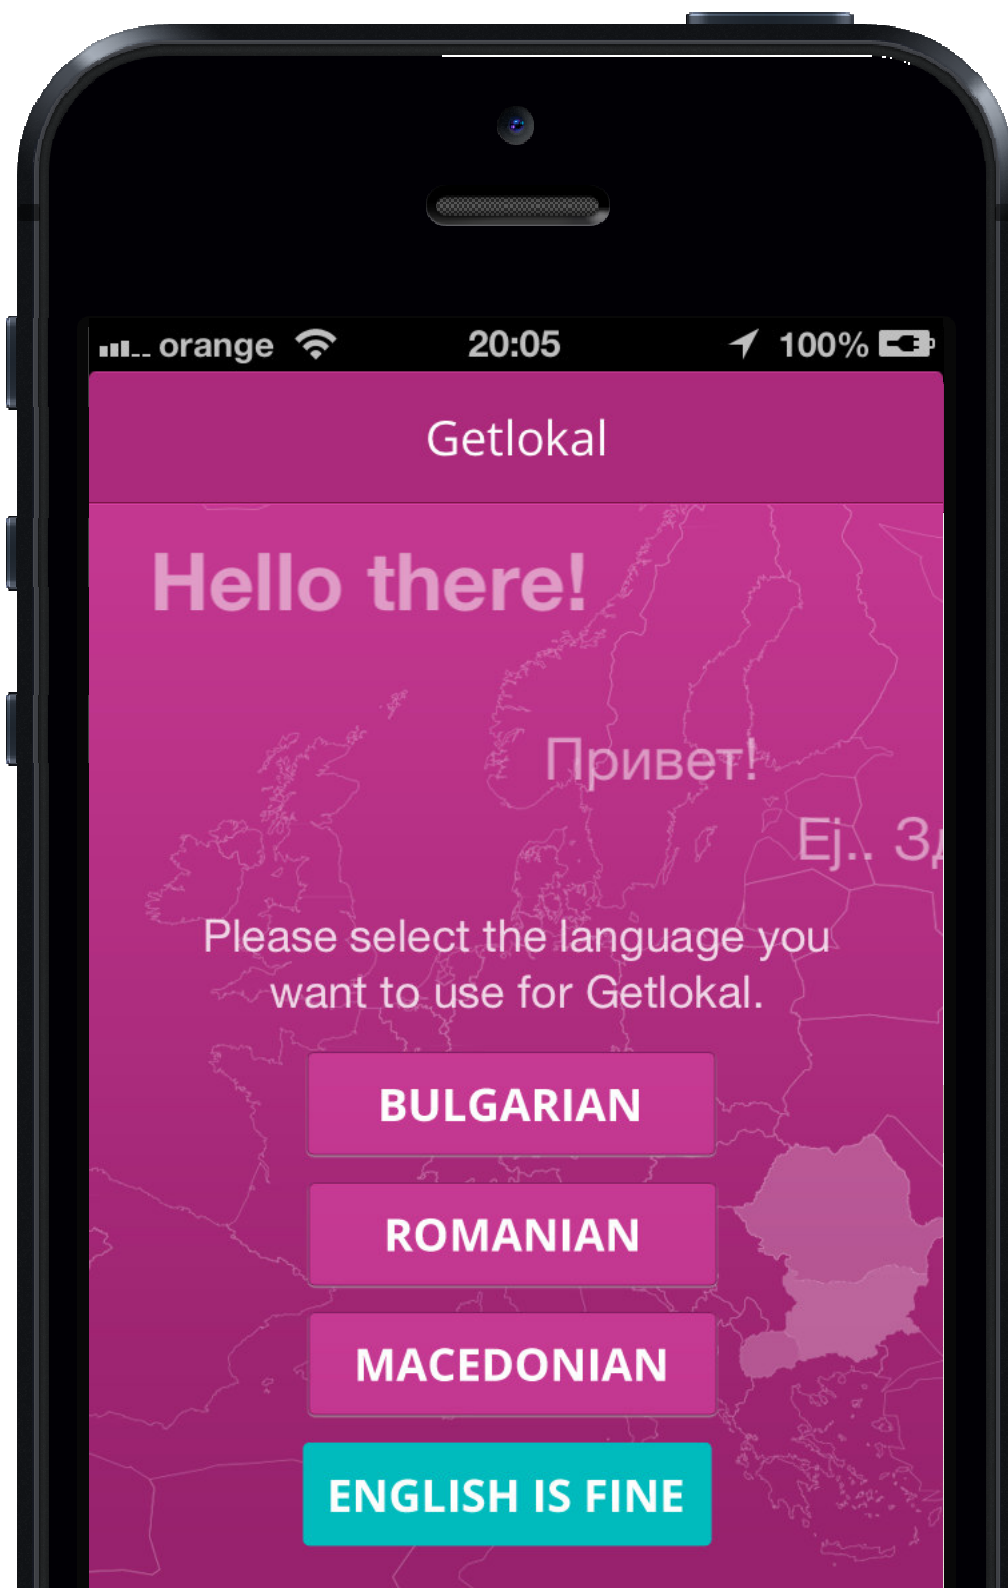 orange 20:05 100%
Getlokal
Hello there!
Привет!
Еј..
Please select the language you
want to use for Getlokal.
BULGARIAN
ROMANIAN
MACEDONIAN
ENGLISH IS FINE